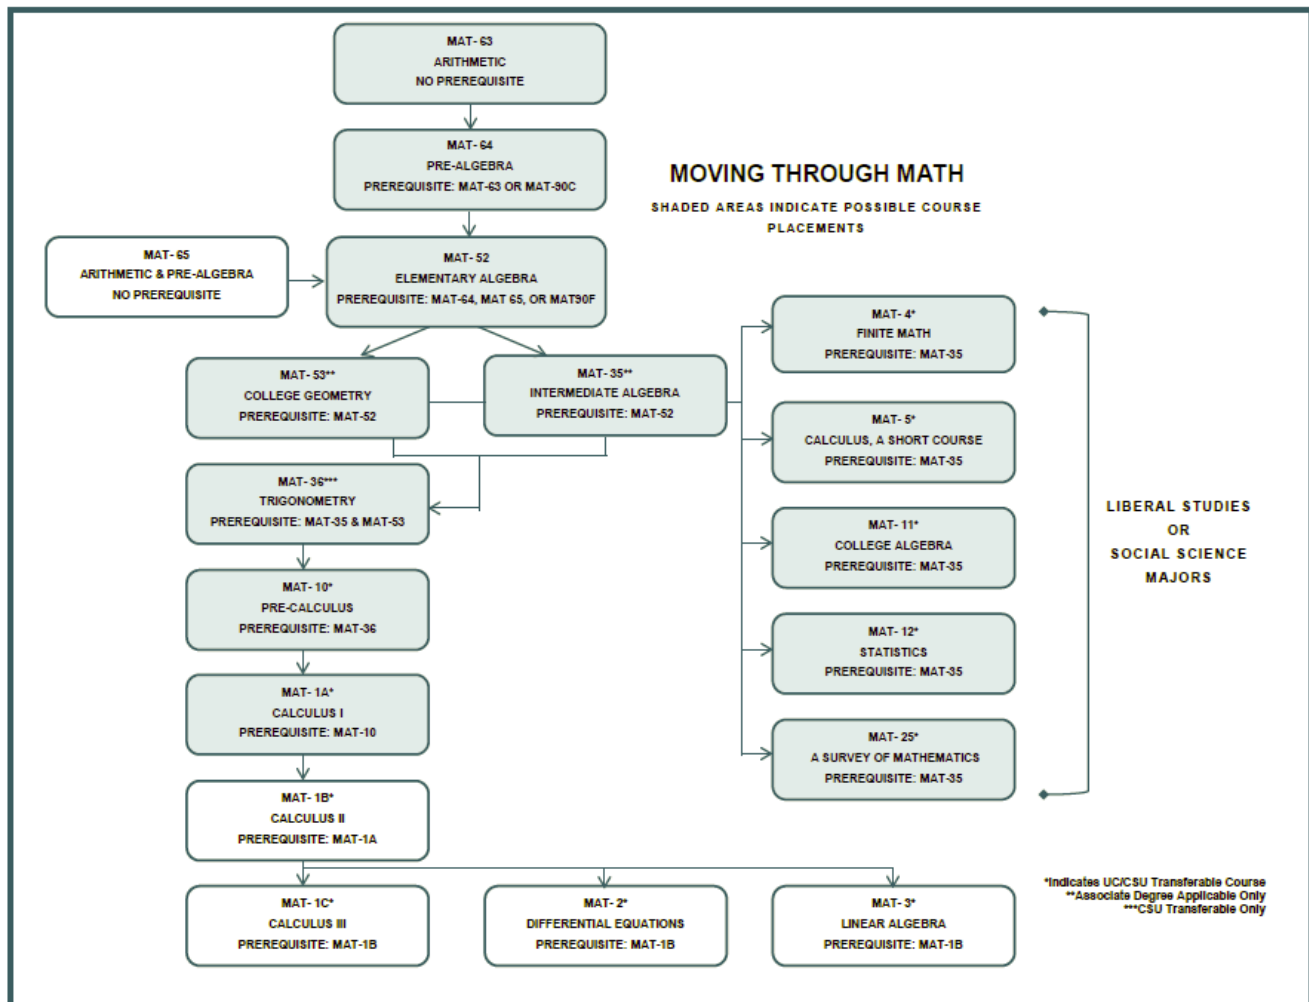 MAT- 63
ARITHMETIC
NO PREREQUISITE
MAT- 64
PRE-ALGEBRA
PREREQUISITE: MAT-63 OR MAT-90C
MOVING THROUGH MATH
SHADED AREAS INDICATE POSSIBLE COURSE
PLACEMENTS
MAT- 65
ARITHMETIC & PRE-ALGEBRA
NO PREREQUISITE
MAT- 52
ELEMENTARY ALGEBRA
PREREQUISITE: MAT-64, MAT 65, OR MAT90F
MAT- 53**
COLLEGE GEOMETRY
PREREQUISITE: MAT-52
MAT- 35**
INTERMEDIATE ALGEBRA
PREREQUISITE: MAT-52
MAT- 4*
FINITE MATH
PREREQUISITE: MAT-35
MAT- 5*
CALCULUS, A SHORT COURSE
PREREQUISITE: MAT-35
MAT- 11*
COLLEGE ALGEBRA
PREREQUISITE: MAT-35
MAT- 12*
STATISTICS
PREREQUISITE: MAT-35
MAT- 25*
A SURVEY OF MATHEMATICS
PREREQUISITE: MAT-35
LIBERAL STUDIES
OR
SOCIAL SCIENCE
MAJORS
MAT- 36***
TRIGONOMETRY
PREREQUISITE: MAT-35 & MAT-53
MAT- 10*
PRE-CALCULUS
PREREQUISITE: MAT-36
MAT- 1A*
CALCULUS I
PREREQUISITE: MAT-10
MAT- 1B*
CALCULUS II
PREREQUISITE: MAT-1A
MAT- 1C*
CALCULUS III
PREREQUISITE: MAT-1B
MAT- 2*
DIFFERENTIAL EQUATIONS
PREREQUISITE: MAT-1B
MAT- 3*
LINEAR ALGEBRA
PREREQUISITE: MAT-1B
*Indicates UC/CSU Transferable Course
**Associate Degree Applicable Only
***CSU Transferable Only